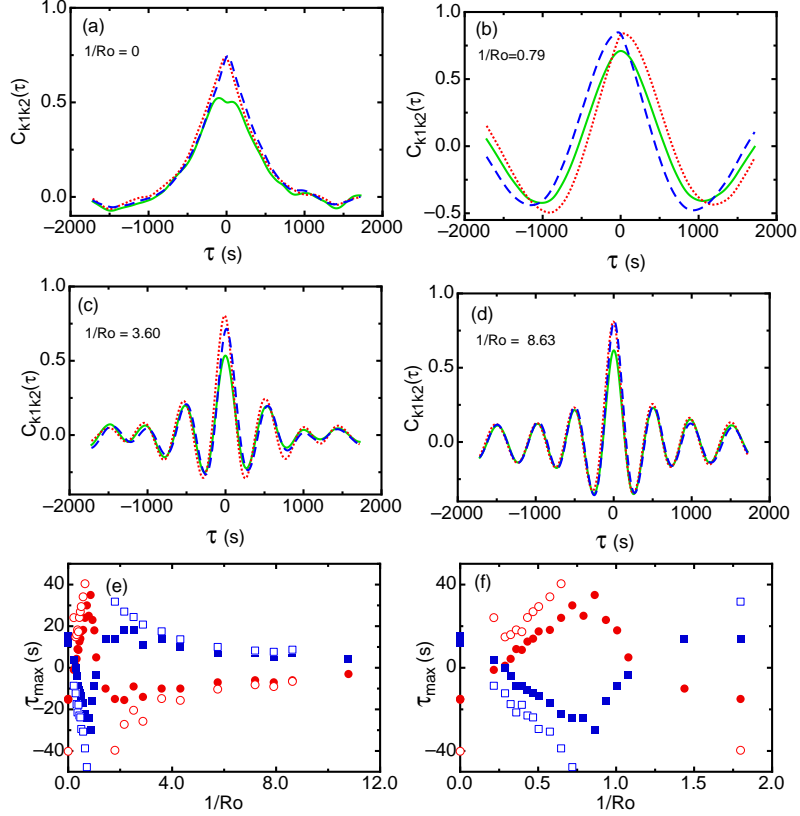 (a)
1/Ro = 0
C_k1k2(τ)
1.0
0.5
0.0
−2000 −1000 0 1000 2000
τ (s)
(b)
1/Ro=0.79
C_k1k2(τ)
1.0
0.5
0.0
−0.5
−2000 −1000 0 1000 2000
τ (s)
(c)
1/Ro = 3.60
C_k1k2(τ)
1.0
0.5
0.0
−2000 −1000 0 1000 2000
τ (s)
(d)
1/Ro = 8.63
C_k1k2(τ)
1.0
0.5
0.0
−2000 −1000 0 1000 2000
τ (s)
(e)
τ_max (s)
40
20
0
−20
−40
0.0 4.0 8.0 12.0
1/Ro
(f)
τ_max (s)
40
20
0
−20
−40
0.0 0.5 1.0 1.5 2.0
1/Ro